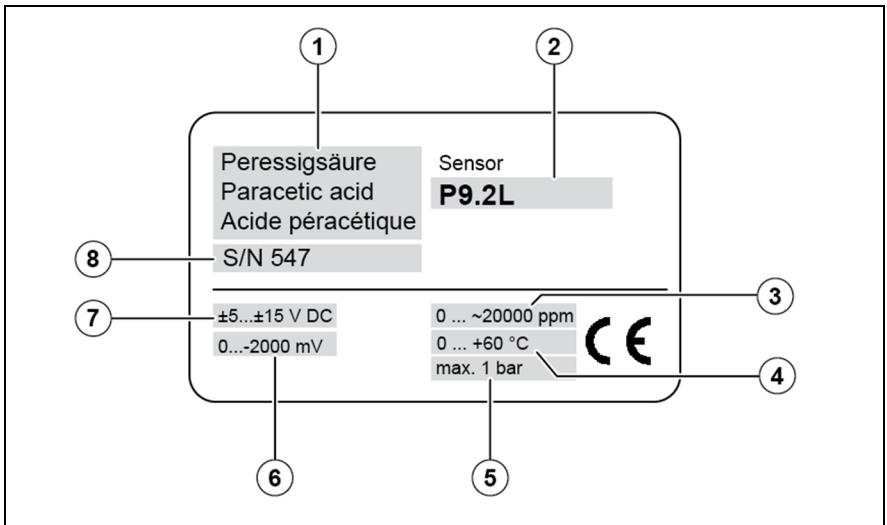 1
2
Peressigsäure
Paracetic acid
Acide péracétique
Sensor
P9.2L
8
S/N 547
7
±5...±15 V DC
0...-2000 mV
0 ... ~20000 ppm
0 ... +60 °C
max. 1 bar
CE
3
4
6
5